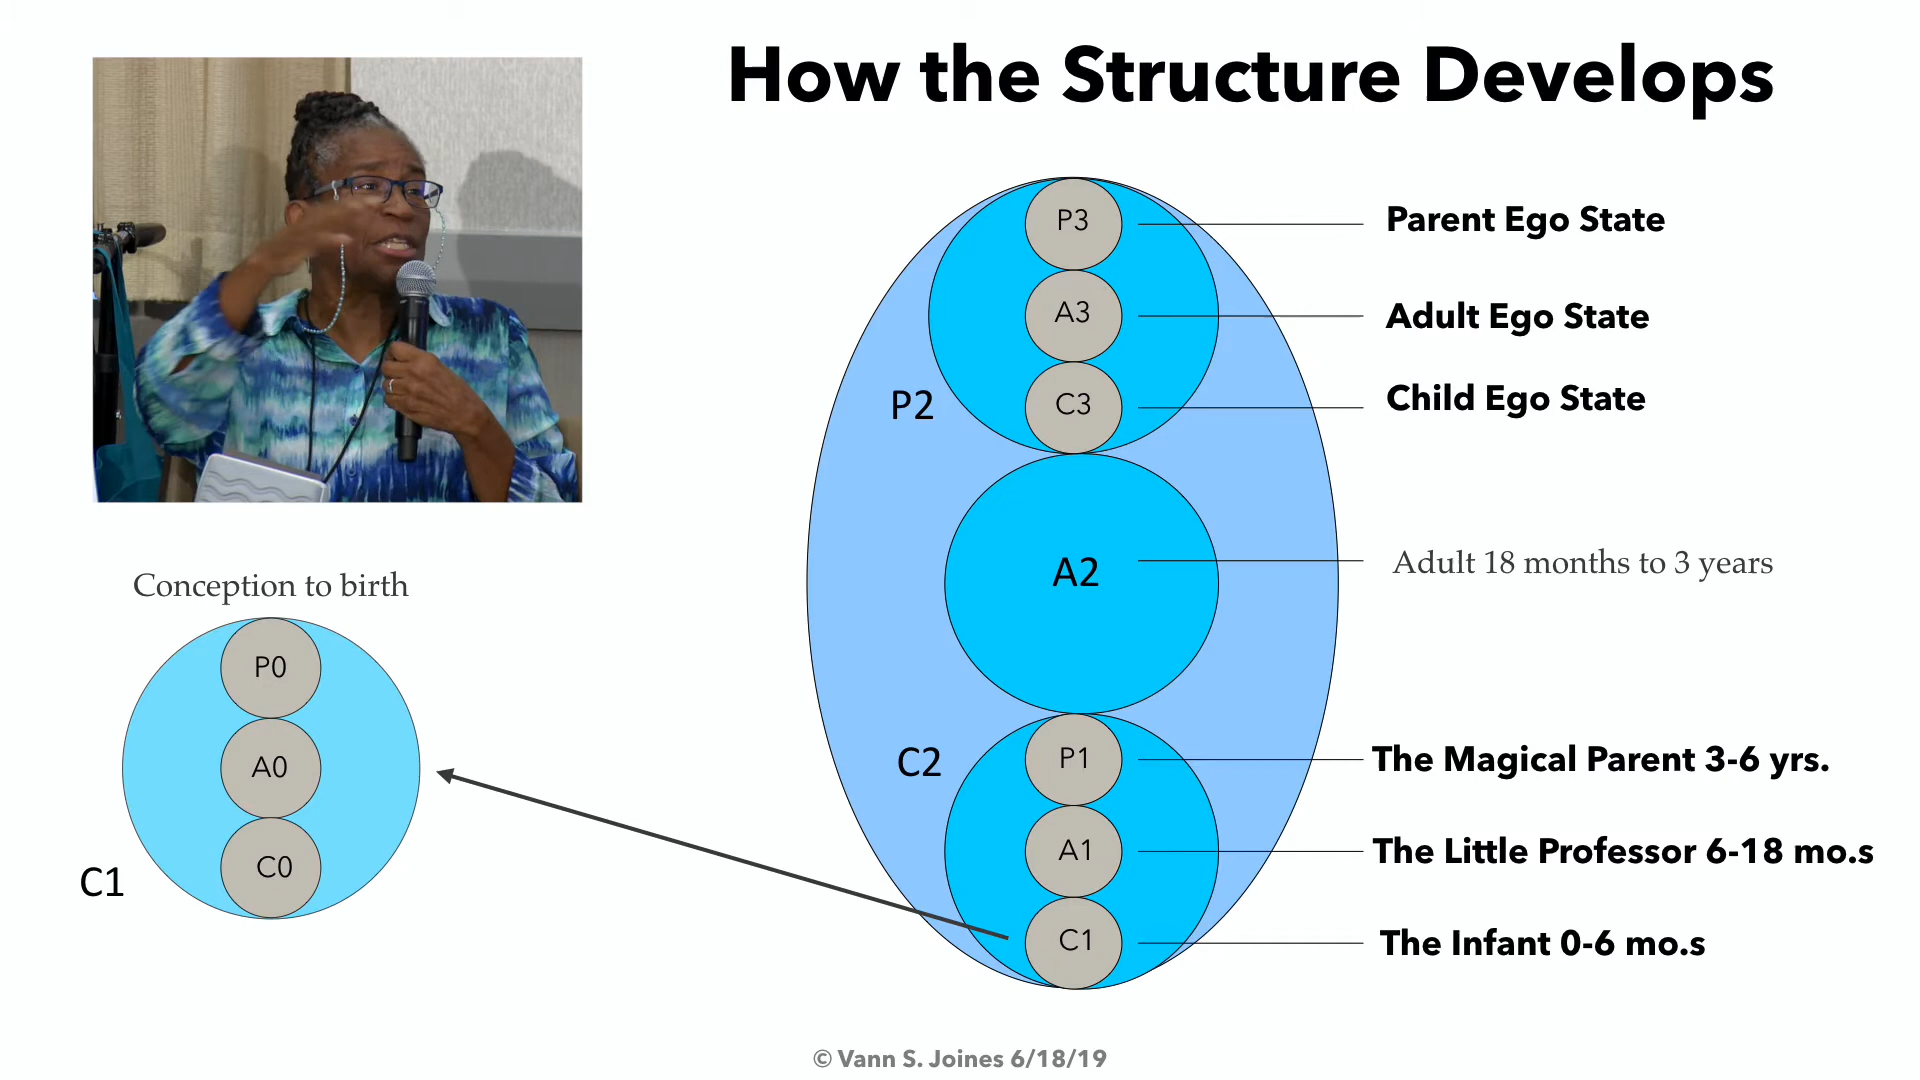 How the Structure Develops
P3
Parent Ego State
A3
Adult Ego State
C3
Child Ego State
P2
A2
Adult 18 months to 3 years
C2
P1
The Magical Parent 3-6 yrs.
A1
The Little Professor 6-18 mo.s
C1
The Infant 0-6 mo.s
Conception to birth
P0
A0
C0
C1
© Vann S. Joines 6/18/19